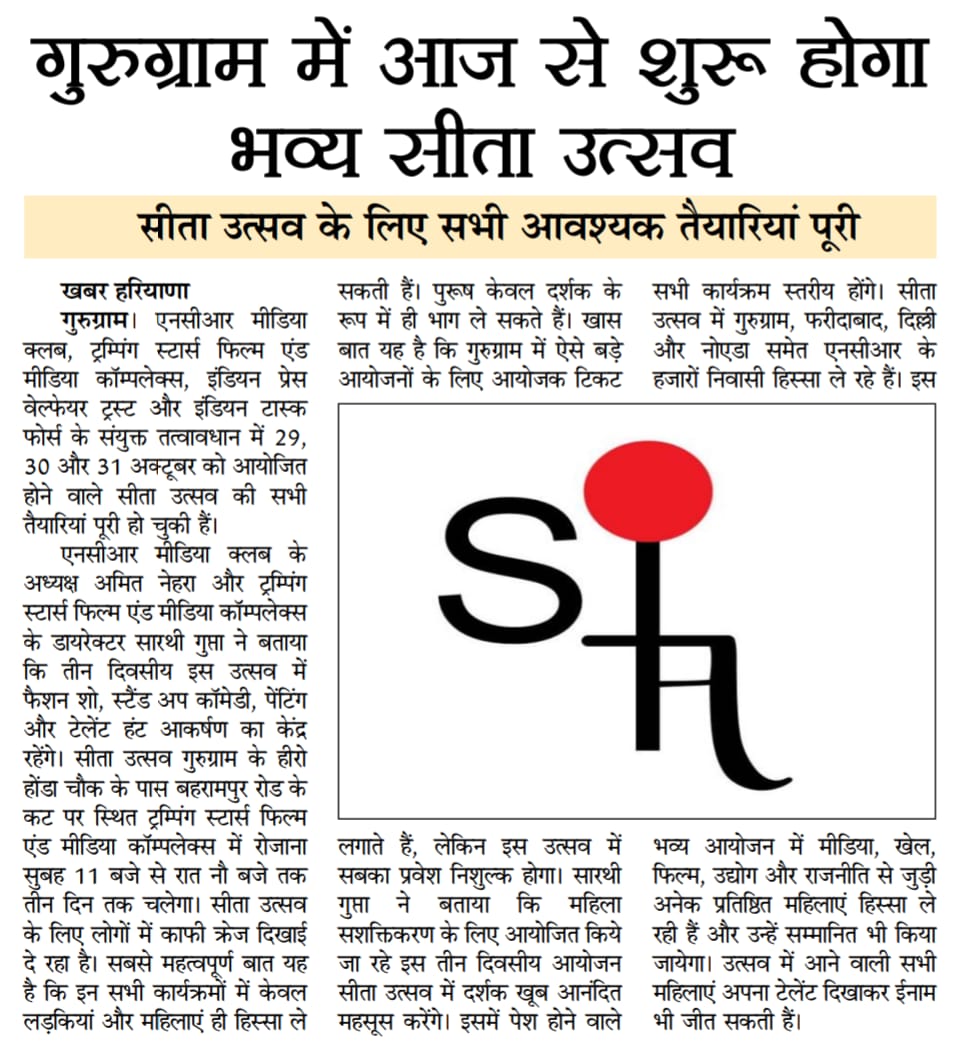 गुरुग्राम में आज से शुरू होगा
भव्य सीता उत्सव
सीता उत्सव के लिए सभी आवश्यक तैयारियां पूरी
खबर हरियाणा
गुरुग्राम। एनसीआर मीडिया
क्लब, ट्रम्पिंग स्टार्स फिल्म एंड
मीडिया कॉम्पलेक्स, इंडियन प्रेस
वेल्फेयर ट्रस्ट और इंडियन टास्क
फोर्स के संयुक्त तत्वावधान में 29,
30 और 31 अक्टूबर को आयोजित
होने वाले सीता उत्सव की सभी
तैयारियां पूरी हो चुकी हैं।
एनसीआर मीडिया क्लब के
अध्यक्ष अमित नेहरा और ट्रम्पिंग
स्टार्स फिल्म एंड मीडिया कॉम्पलेक्स
के डायरेक्टर सारथी गुप्ता ने बताया
कि तीन दिवसीय इस उत्सव में
फैशन शो, स्टैंड अप कॉमेडी, पेंटिंग
और टेलेंट हंट आकर्षण का केंद्र
रहेंगे। सीता उत्सव गुरुग्राम के हीरो
होंडा चौक के पास बहरामपुर रोड के
कट पर स्थित ट्रम्पिंग स्टार्स फिल्म
एंड मीडिया कॉम्पलेक्स में रोजाना
सुबह 11 बजे से रात नौ बजे तक
तीन दिन तक चलेगा। सीता उत्सव
के लिए लोगों में काफी क्रेज दिखाई
दे रहा है। सबसे महत्वपूर्ण बात यह
है कि इन सभी कार्यक्रमों में केवल
लड़कियां और महिलाएं ही हिस्सा ले
सकती हैं। पुरूष केवल दर्शक के
रूप में ही भाग ले सकते हैं। खास
बात यह है कि गुरुग्राम में ऐसे बड़े
आयोजनों के लिए आयोजक टिकट
लगाते हैं, लेकिन इस उत्सव में
सबका प्रवेश निशुल्क होगा। सारथी
गुप्ता ने बताया कि महिला
सशक्तिकरण के लिए आयोजित किये
जा रहे इस तीन दिवसीय आयोजन
सीता उत्सव में दर्शक खूब आनंदित
महसूस करेंगे। इसमें पेश होने वाले
सभी कार्यक्रम स्तरीय होंगे। सीता
उत्सव में गुरुग्राम, फरीदाबाद, दिल्ली
और नोएडा समेत एनसीआर के
हजारों निवासी हिस्सा ले रहे हैं। इस
भव्य आयोजन में मीडिया, खेल,
फिल्म, उद्योग और राजनीति से जुड़ी
अनेक प्रतिष्ठित महिलाएं हिस्सा ले
रही हैं और उन्हें सम्मानित भी किया
जायेगा। उत्सव में आने वाली सभी
महिलाएं अपना टेलेंट दिखाकर ईनाम
भी जीत सकती हैं।